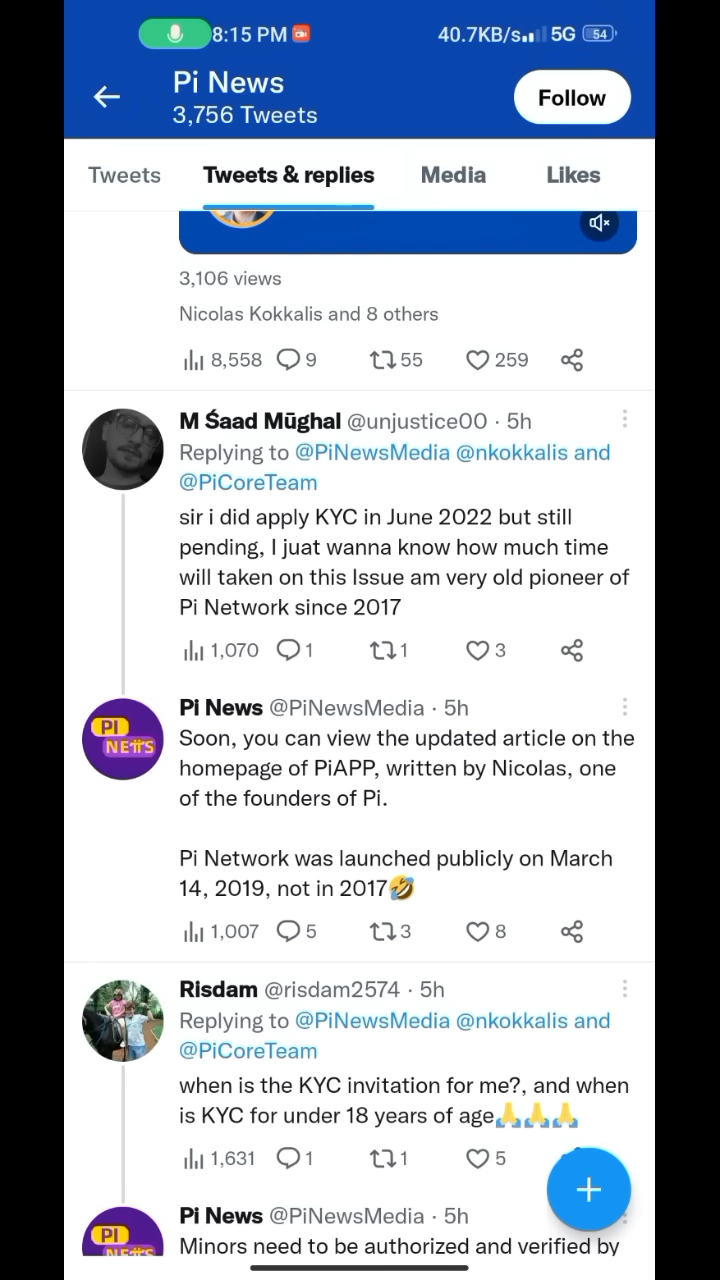 8:15 PM 40.7KB/s 5G 54
Pi News
3,756 Tweets
Follow
Tweets Tweets & replies Media Likes
3,106 views
Nicolas Kokkalis and 8 others
8,558 9 55 259
M Śaad Mūghal @unjustice00 · 5h
Replying to @PiNewsMedia @nkokkalis and
@PiCoreTeam
sir i did apply KYC in June 2022 but still
pending, I juat wanna know how much time
will taken on this Issue am very old pioneer of
Pi Network since 2017
1,070 1 1 3
PI
NEWS
Pi News @PiNewsMedia · 5h
Soon, you can view the updated article on the
homepage of PiAPP, written by Nicolas, one
of the founders of Pi.
Pi Network was launched publicly on March
14, 2019, not in 2017🤣
1,007 5 3 8
Risdam @risdam2574 · 5h
Replying to @PiNewsMedia @nkokkalis and
@PiCoreTeam
when is the KYC invitation for me?, and when
is KYC for under 18 years of age🙏🙏🙏
1,631 1 1 5
PI
NEWS
Pi News @PiNewsMedia · 5h
Minors need to be authorized and verified by